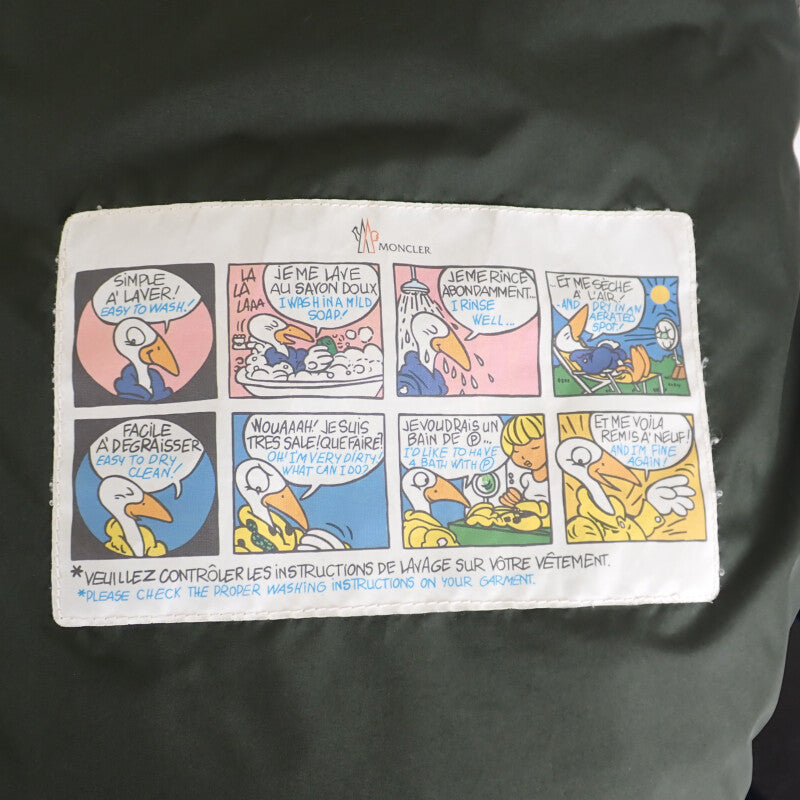 MONCLER
SIMPLE
A' LAVER!
EASY TO WASH!
LA
LA
LAAA
JE ME LAVE
AU SAVON DOUX
I WASH IN A MILD
SOAP!
JE ME RINCE
ABONDAMMENT...
I RINSE
WELL...
...ET ME SÈCHE
A' L'AIR!
...AND DRY IN AN
AERATED
SPOT!
FACILE
A' DEGRAISSER
EASY TO DRY
CLEAN!
WOUAAAH! JE SUIS
TRES SALE! QUE FAIRE?
OH! I'M VERY DIRTY!
WHAT CAN I DO?
JE VOUDRAIS UN
BAIN DE Ⓟ...
I'D LIKE TO HAVE
A BATH WITH Ⓟ
ET ME VOILA
REMIS A' NEUF!
AND I'M FINE
AGAIN!
*VEUILLEZ CONTRÔLER LES INSTRUCTIONS DE LAVAGE SUR VÔTRE VÊTEMENT.
*PLEASE CHECK THE PROPER WASHING INSTRUCTIONS ON YOUR GARMENT.